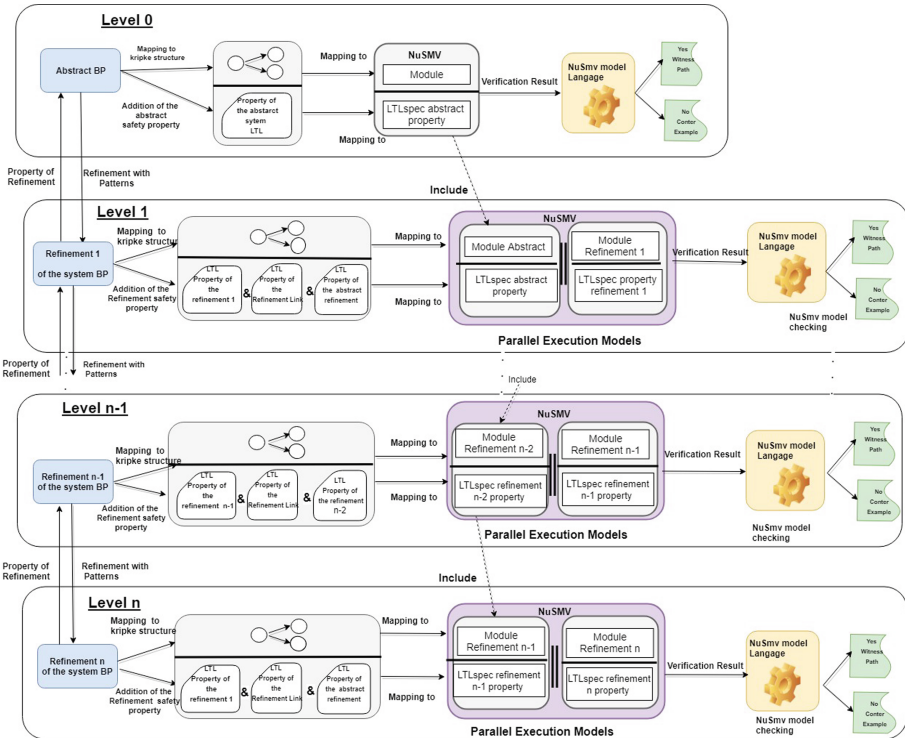 Level 0
Abstract BP
Mapping to
kripke structure
Addition of the
abstract
safety property
Property of
the abstarct
sytem
LTL
Mapping to
Mapping to
NuSMV
Module
LTLspec abstract
property
Verification Result
NuSmv model
Langage
Yes
Witness
Path
No
Conter
Example
Property of
Refinement
Refinement with
Patterns
Include
Level 1
Refinement 1
of the system BP
Mapping to
kripke structure
Addition of the
Refinement safety
property
LTL
Property of
the
refinement 1
&
LTL
Property of
the
Refinement Link
&
LTL
Property of
the abstract
refinement
Mapping to
Mapping to
NuSMV
Module Abstract
LTLspec abstract
property
Module
Refinement 1
LTLspec property
refinement 1
Parallel Execution Models
Verification Result
NuSmv model
Langage
NuSmv model
checking
Yes
Witness
Path
No
Conter
Example
Property of
Refinement
Refinement with
Patterns
Include
Level n-1
Refinement n-1
of the system BP
Mapping to
kripke structure
Addition of the
Refinement safety
property
LTL
Property of
the
refinement n-1
&
LTL
Property of
the
Refinement Link
&
LTL
Property of
the refinement
n-2
Mapping to
Mapping to
NuSMV
Module
Refinement n-2
LTLspec refinement
n-2 property
Module
Refinement n-1
LTLspec refinement
n-1 property
Parallel Execution Models
Verification Result
NuSmv model
Langage
NuSmv model
checking
Yes
Witness
Path
No
Conter
Example
Property of
Refinement
Refinement with
Patterns
Include
Level n
Refinement n
of the system BP
Mapping to
kripke structure
Addition of the
Refinement safety
property
LTL
Property of
the
refinement 1
&
LTL
Property of
the
Refinement Link
&
LTL
Property of
the abstract
refinement
Mapping to
Mapping to
NuSMV
Module
Refinement n-1
LTLspec refinement
n-1 property
Module
Refinement n
LTLspec refinement
n property
Parallel Execution Models
Verification Result
NuSmv model
Langage
NuSmv model
checking
Yes
Witness
Path
No
Conter
Example